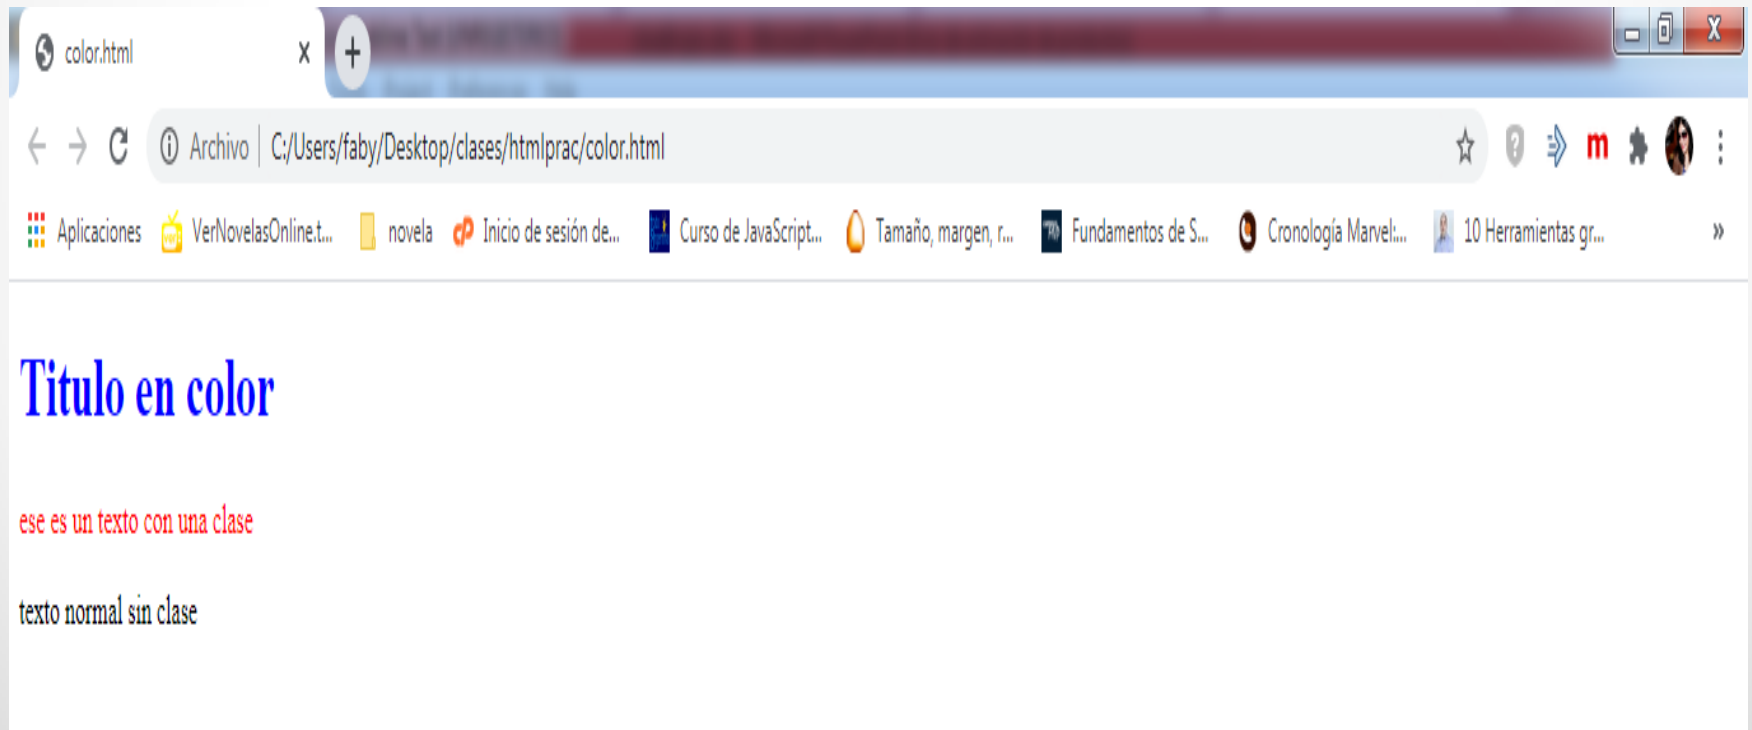 color.html
Archivo C:/Users/faby/Desktop/clases/htmlprac/color.html
Aplicaciones VerNovelasOnline.t... novela Inicio de sesión de... Curso de JavaScript... Tamaño, margen, r... Fundamentos de S... Cronología Marvel:... 10 Herramientas gr...
Titulo en color
ese es un texto con una clase
texto normal sin clase